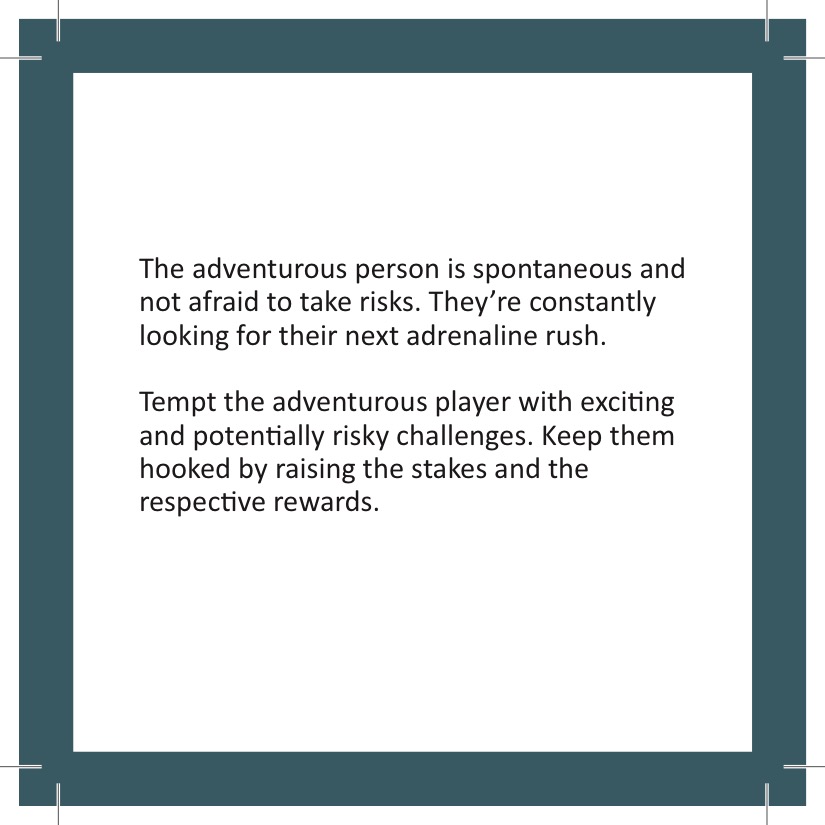 The adventurous person is spontaneous and
not afraid to take risks. They’re constantly
looking for their next adrenaline rush.
Tempt the adventurous player with exciting
and potentially risky challenges. Keep them
hooked by raising the stakes and the
respective rewards.